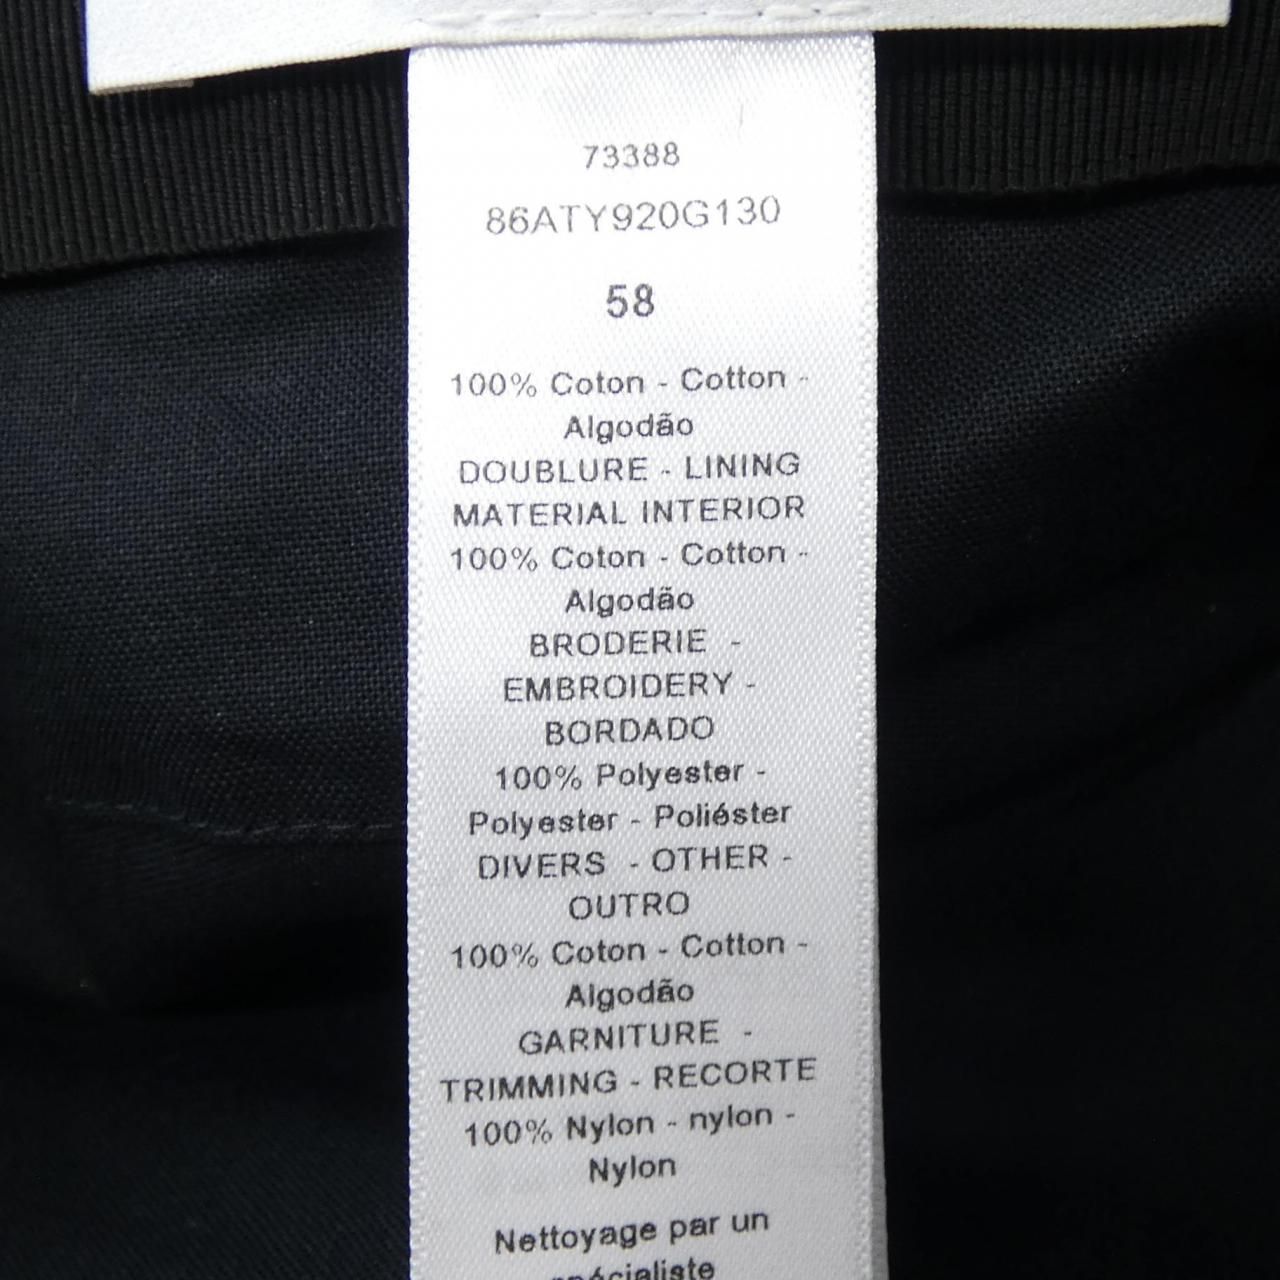 73388
86ATY920G130
58
100% Coton - Cotton -
Algodão
DOUBLURE - LINING
MATERIAL INTERIOR
100% Coton - Cotton -
Algodão
BRODERIE -
EMBROIDERY -
BORDADO
100% Polyester -
Polyester - Poliéster
DIVERS - OTHER -
OUTRO
100% Coton - Cotton -
Algodão
GARNITURE -
TRIMMING - RECORTE
100% Nylon - nylon -
Nylon
Nettoyage par un
spécialiste